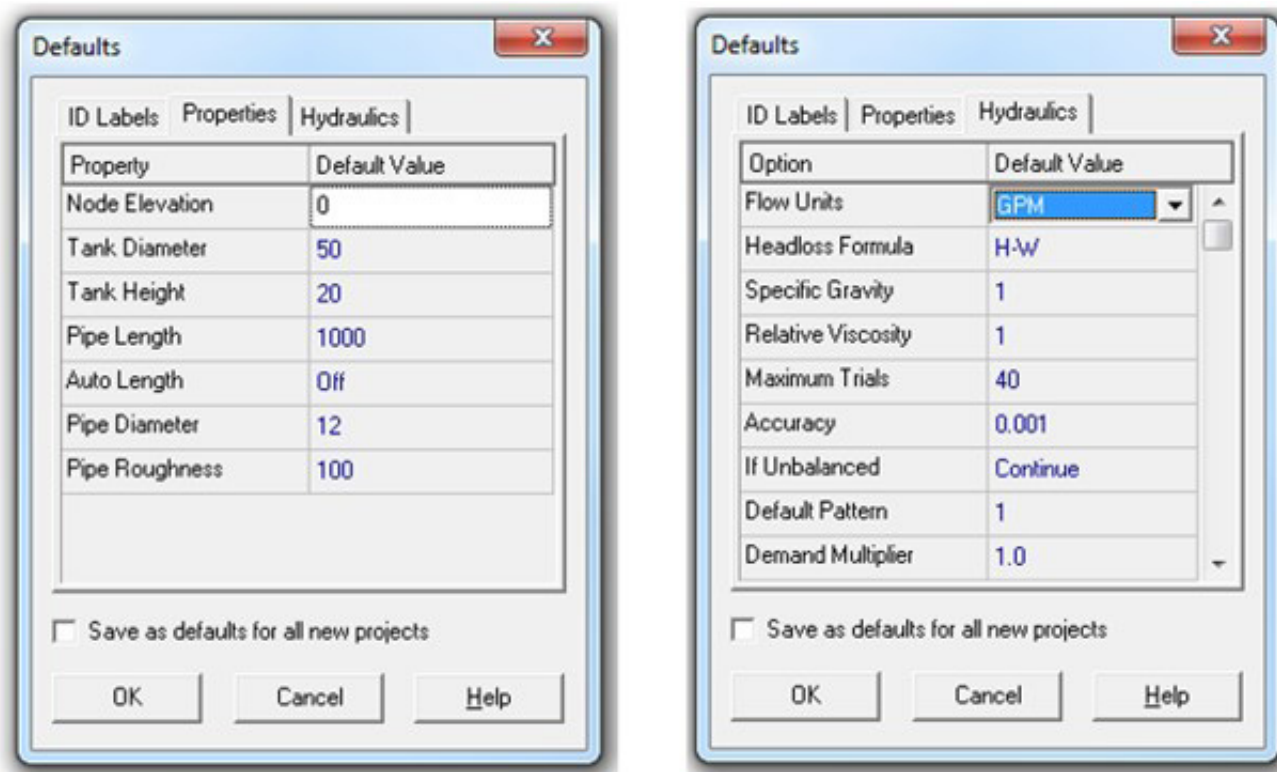 Defaults
ID Labels Properties Hydraulics
Property Default Value
Node Elevation 0
Tank Diameter 50
Tank Height 20
Pipe Length 1000
Auto Length Off
Pipe Diameter 12
Pipe Roughness 100
Save as defaults for all new projects
OK Cancel Help
Defaults
ID Labels Properties Hydraulics
Option Default Value
Flow Units GPM
Headloss Formula H-W
Specific Gravity 1
Relative Viscosity 1
Maximum Trials 40
Accuracy 0.001
If Unbalanced Continue
Default Pattern 1
Demand Multiplier 1.0
Save as defaults for all new projects
OK Cancel Help